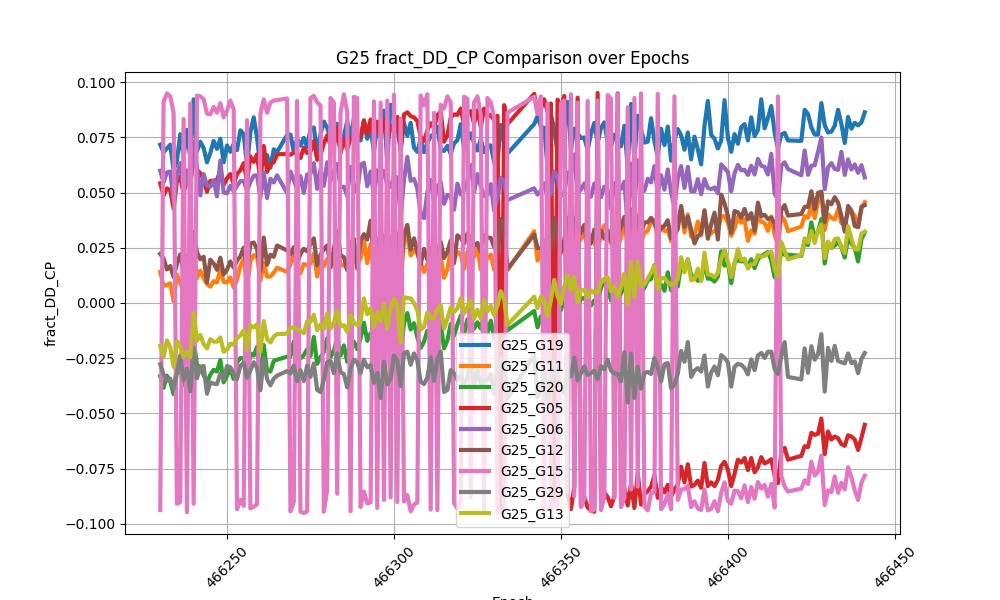 G25 fract_DD_CP Comparison over Epochs
fract_DD_CP
0.100
0.075
0.050
0.025
0.000
−0.025
−0.050
−0.075
−0.100
G25_G19
G25_G11
G25_G20
G25_G05
G25_G06
G25_G12
G25_G15
G25_G29
G25_G13
466250
466300
466350
466400
466450
Epoch